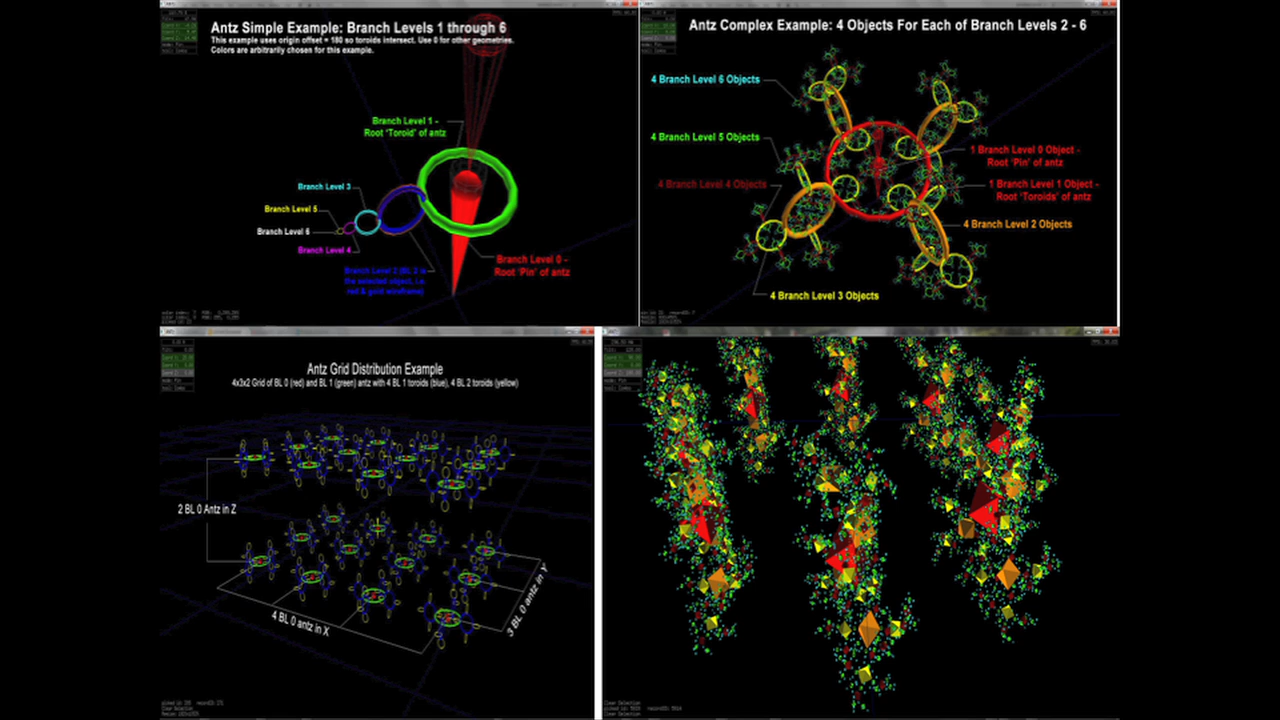 Antz Simple Example: Branch Levels 1 through 6
This example uses origin offset = 180 so toroids intersect. Use 0 for other geometries.
Colors are arbitrarily chosen for this example.
Branch Level 1 -
Root 'Toroid' of antz
Branch Level 3
Branch Level 5
Branch Level 6
Branch Level 4
Branch Level 2 (BL 2 is
the selected object, i.e.
red & gold wireframe)
Branch Level 0 -
Root 'Pin' of antz
Antz Complex Example: 4 Objects For Each of Branch Levels 2 - 6
4 Branch Level 6 Objects
4 Branch Level 5 Objects
4 Branch Level 4 Objects
1 Branch Level 0 Object -
Root 'Pin' of antz
1 Branch Level 1 Object -
Root 'Toroids' of antz
4 Branch Level 2 Objects
4 Branch Level 3 Objects
Antz Grid Distribution Example
4x3x2 Grid of BL 0 (red) and BL 1 (green) antz with 4 BL 1 toroids (blue), 4 BL 2 toroids (yellow)
2 BL 0 Antz in Z
4 BL 0 antz in X
3 BL 0 antz in Y